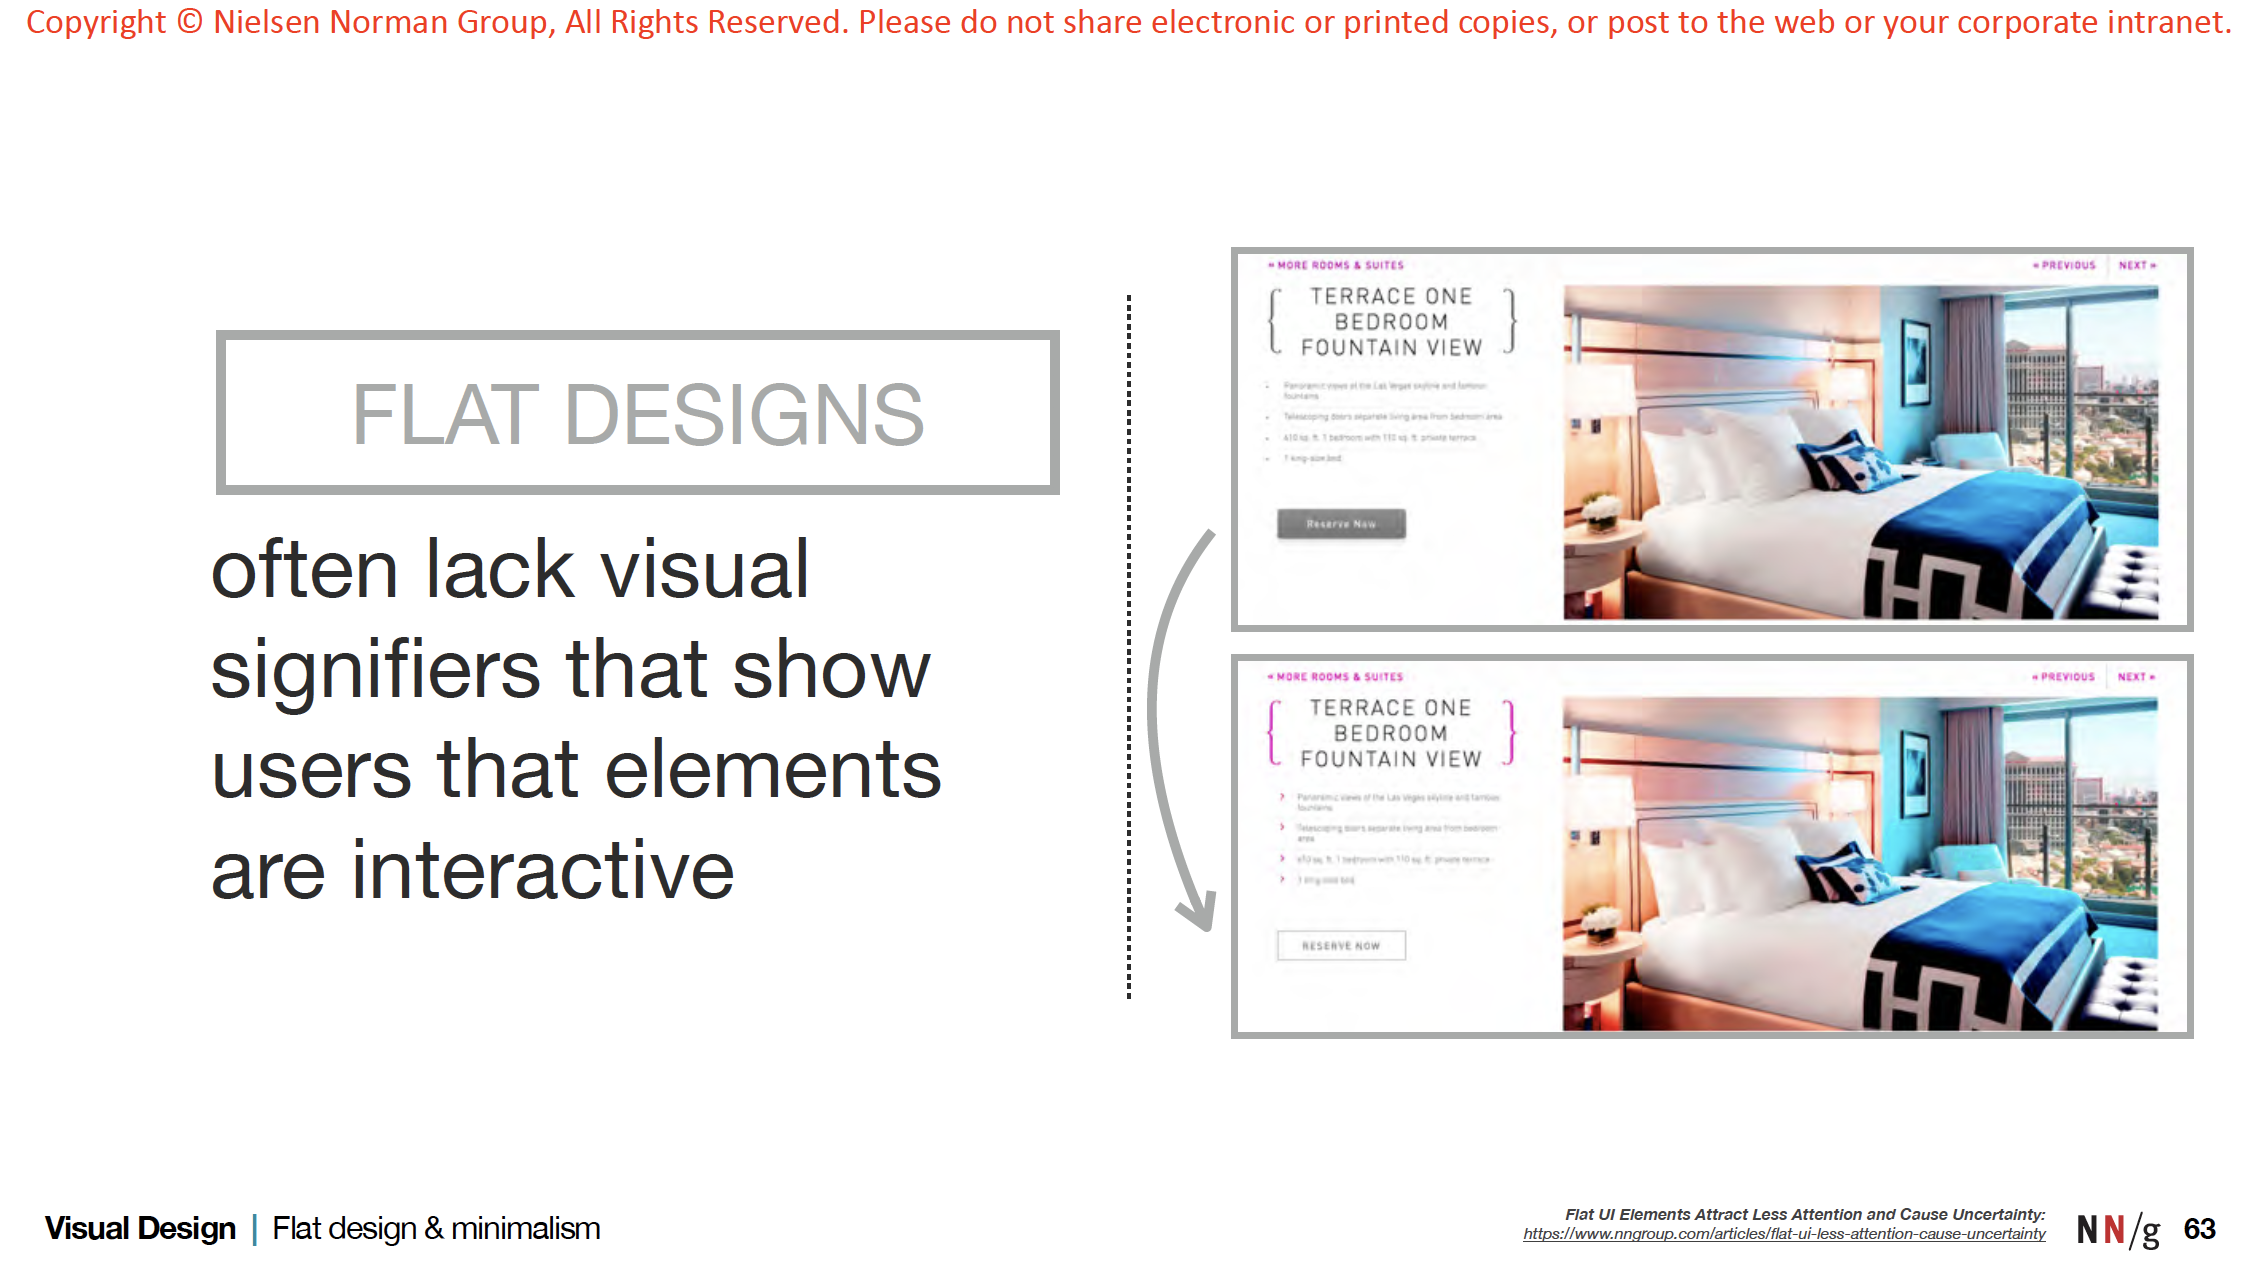 Copyright © Nielsen Norman Group, All Rights Reserved. Please do not share electronic or printed copies, or post to the web or your corporate intranet.
FLAT DESIGNS
often lack visual
signifiers that show
users that elements
are interactive
« MORE ROOMS & SUITES
« PREVIOUS
NEXT »
TERRACE ONE
BEDROOM
FOUNTAIN VIEW
Panoramic views of the Las Vegas skyline and famous
fountains
Telescoping doors separate living area from bedroom area
610 sq. ft. 1 bedroom with 110 sq. ft. private terrace
1 king-size bed
Reserve Now
« MORE ROOMS & SUITES
« PREVIOUS
NEXT »
TERRACE ONE
BEDROOM
FOUNTAIN VIEW
Panoramic views of the Las Vegas skyline and famous
fountains
Telescoping doors separate living area from bedroom
area
610 sq. ft. 1 bedroom with 110 sq. ft. private terrace
1 king-size bed
RESERVE NOW
Visual Design | Flat design & minimalism
Flat UI Elements Attract Less Attention and Cause Uncertainty:
https://www.nngroup.com/articles/flat-ui-less-attention-cause-uncertainty
NN/g 63